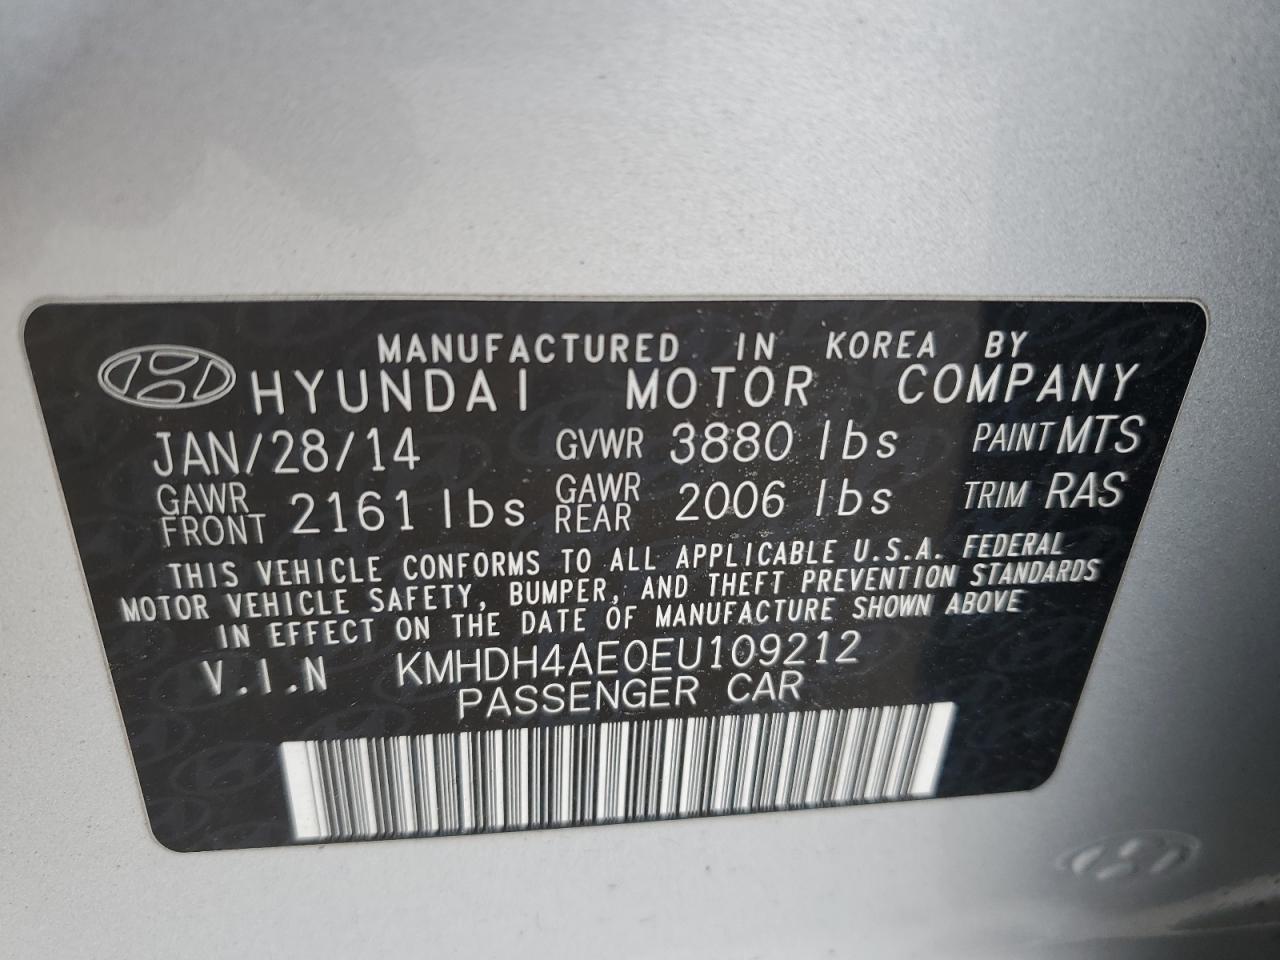 MANUFACTURED IN KOREA BY
HYUNDAI MOTOR COMPANY
JAN/28/14 GVWR 3880 lbs PAINT MTS
GAWR FRONT 2161 lbs GAWR REAR 2006 lbs TRIM RAS
THIS VEHICLE CONFORMS TO ALL APPLICABLE U.S.A. FEDERAL
MOTOR VEHICLE SAFETY, BUMPER, AND THEFT PREVENTION STANDARDS
IN EFFECT ON THE DATE OF MANUFACTURE SHOWN ABOVE
V.I.N KMHDH4AE0EU109212
PASSENGER CAR